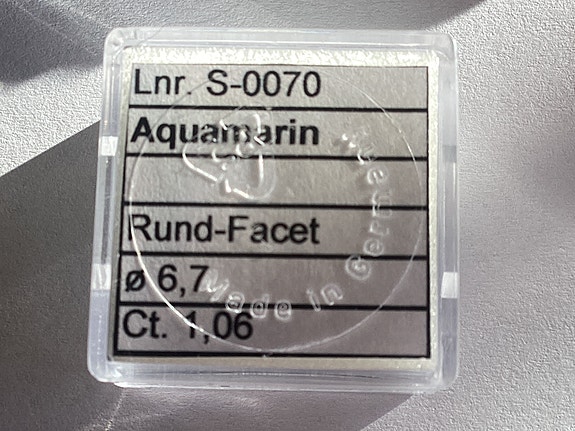 Lnr. S-0070
Aquamarin
Rund-Facet
ø 6,7
Ct. 1,06
Made in Germany